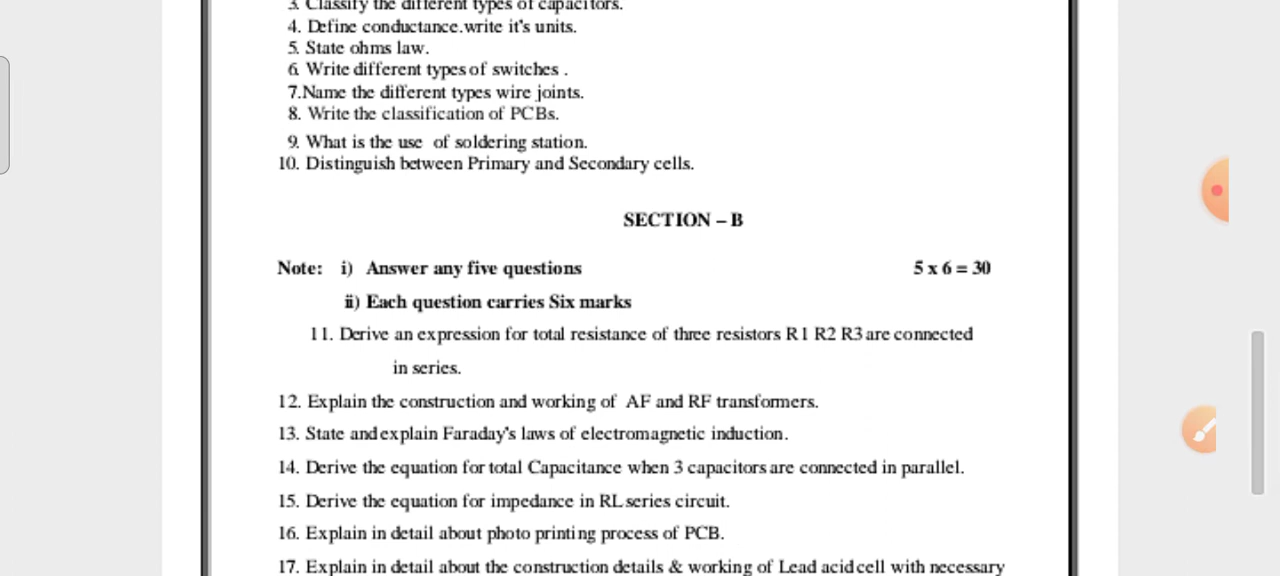 3. Classify the different types of capacitors.
4. Define conductance.write it's units.
5. State ohms law.
6. Write different types of switches .
7.Name the different types wire joints.
8. Write the classification of PCBs.
9. What is the use of soldering station.
10. Distinguish between Primary and Secondary cells.
SECTION – B
Note: i) Answer any five questions 5 x 6 = 30
ii) Each question carries Six marks
11. Derive an expression for total resistance of three resistors R1 R2 R3 are connected
in series.
12. Explain the construction and working of AF and RF transformers.
13. State and explain Faraday's laws of electromagnetic induction.
14. Derive the equation for total Capacitance when 3 capacitors are connected in parallel.
15. Derive the equation for impedance in RL series circuit.
16. Explain in detail about photo printing process of PCB.
17. Explain in detail about the construction details & working of Lead acid cell with necessary